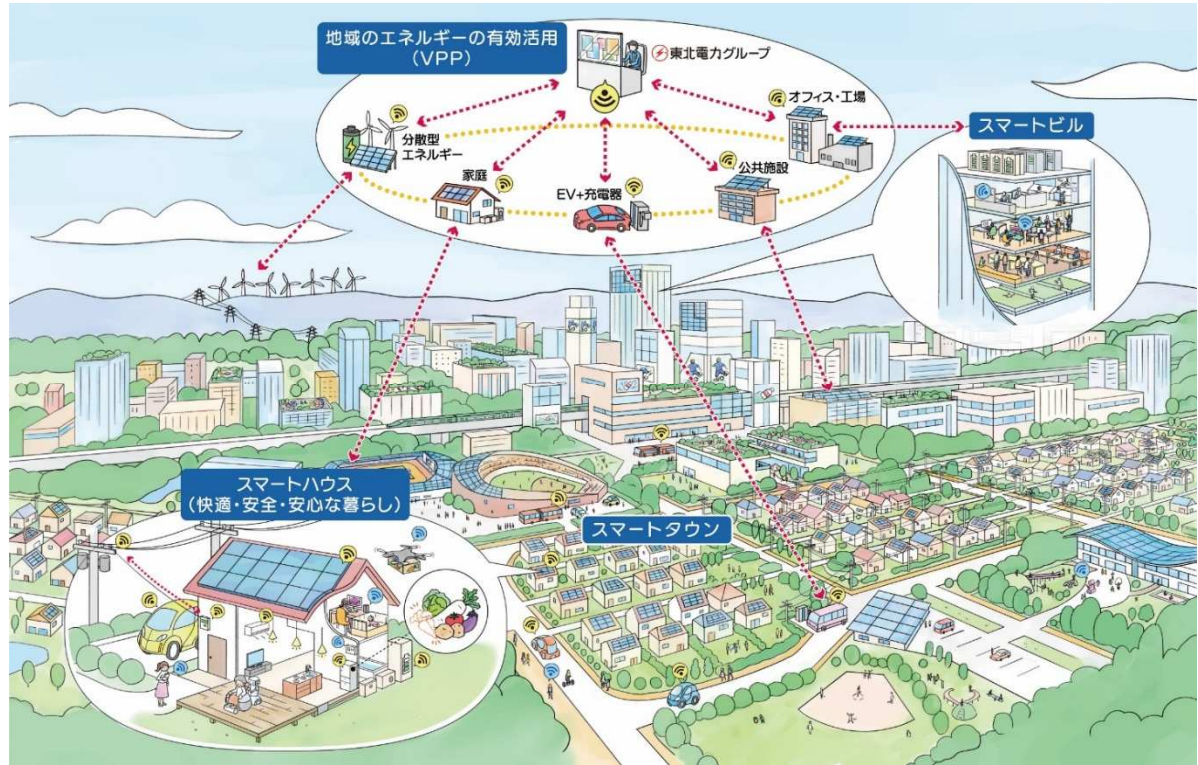 地域のエネルギーの有効活用
(VPP)
東北電力グループ
オフィス・工場
スマートビル
分散型
エネルギー
家庭
EV+充電器
公共施設
スマートハウス
(快適・安全・安心な暮らし)
スマートタウン